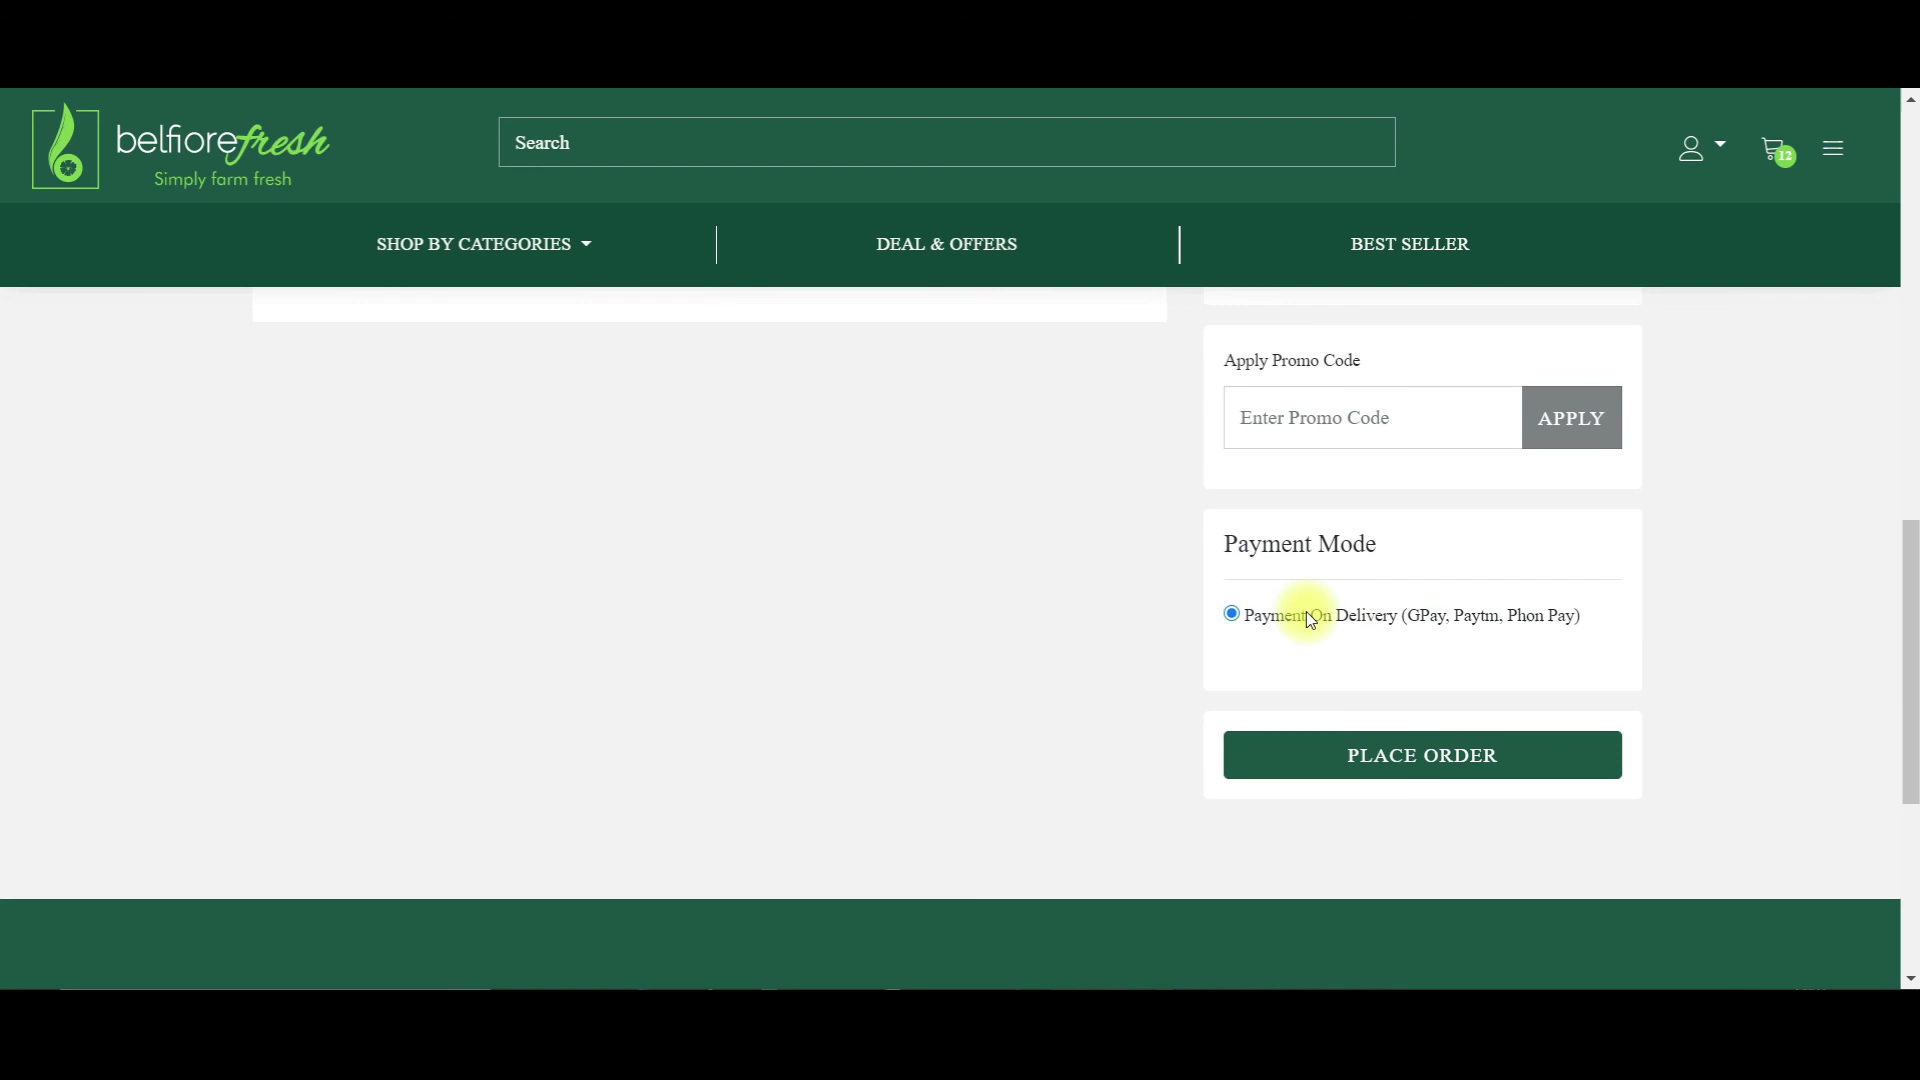 belfiorefresh
Simply farm fresh
Search
12
SHOP BY CATEGORIES
DEAL & OFFERS
BEST SELLER
Apply Promo Code
Enter Promo Code
APPLY
Payment Mode
Payment On Delivery (GPay, Paytm, Phon Pay)
PLACE ORDER